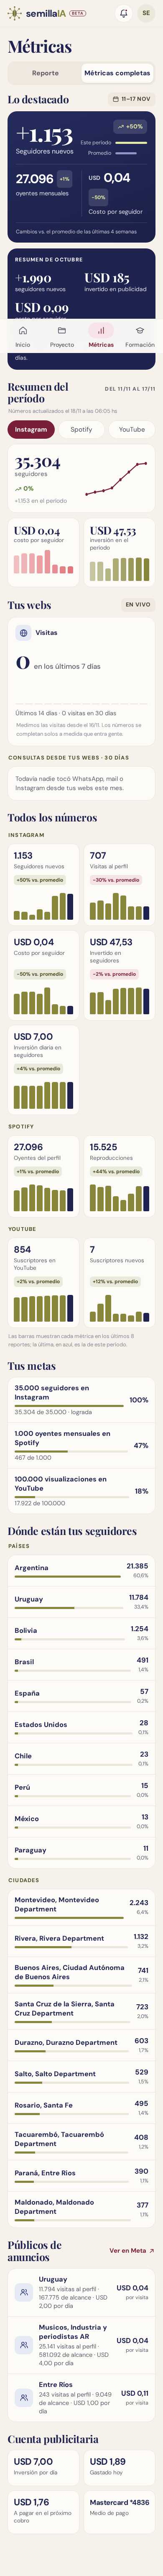 semillaIA BETA
SE
Métricas
Reporte
Métricas completas
Lo destacado
11–17 NOV
+1.153
Seguidores nuevos
+50%
Este período
Promedio
27.096 +1%
oyentes mensuales
USD 0,04
-50%
Costo por seguidor
Cambios vs. el promedio de las últimas 4 semanas
RESUMEN DE OCTUBRE
+1.990
seguidores nuevos
USD 185
invertido en publicidad
USD 0,09
Inicio
Proyecto
Métricas
Formación
días.
Resumen del período
DEL 11/11 AL 17/11
Números actualizados el 18/11 a las 06:05 hs
Instagram
Spotify
YouTube
35.304
seguidores
0%
+1.153 en el período
USD 0,04
costo por seguidor
USD 47,53
inversión en el período
Tus webs
EN VIVO
Visitas
0 en los últimos 7 días
Últimos 14 días · 0 visitas en 30 días
Medimos las visitas desde el 18/11. Los números se completan solos a medida que entra gente.
CONSULTAS DESDE TUS WEBS · 30 DÍAS
Todavía nadie tocó WhatsApp, mail o Instagram desde tus webs este mes.
Todos los números
INSTAGRAM
1.153
Seguidores nuevos
+50% vs. promedio
707
Visitas al perfil
-30% vs. promedio
USD 0,04
Costo por seguidor
-50% vs. promedio
USD 47,53
Invertido en seguidores
-2% vs. promedio
USD 7,00
Inversión diaria en seguidores
+4% vs. promedio
SPOTIFY
27.096
Oyentes del perfil
+1% vs. promedio
15.525
Reproducciones
+44% vs. promedio
YOUTUBE
854
Suscriptores en YouTube
+2% vs. promedio
7
Suscriptores nuevos
+12% vs. promedio
Las barras muestran cada métrica en los últimos 8 reportes; la última, en azul, es la de este período.
Tus metas
35.000 seguidores en Instagram
100%
35.304 de 35.000 · lograda
1.000 oyentes mensuales en Spotify
47%
467 de 1.000
100.000 visualizaciones en YouTube
18%
17.922 de 100.000
Dónde están tus seguidores
PAÍSES
Argentina 21.385
60,6%
Uruguay 11.784
33,4%
Bolivia 1.254
3,6%
Brasil 491
1,4%
España 57
0,2%
Estados Unidos 28
0,1%
Chile 23
0,1%
Perú 15
0,0%
México 13
0,0%
Paraguay 11
0,0%
CIUDADES
Montevideo, Montevideo Department 2.243
6,4%
Rivera, Rivera Department 1.132
3,2%
Buenos Aires, Ciudad Autónoma de Buenos Aires 741
2,1%
Santa Cruz de la Sierra, Santa Cruz Department 723
2,0%
Durazno, Durazno Department 603
1,7%
Salto, Salto Department 529
1,5%
Rosario, Santa Fe 495
1,4%
Tacuarembó, Tacuarembó Department 408
1,2%
Paraná, Entre Ríos 390
1,1%
Maldonado, Maldonado Department 377
1,1%
Públicos de anuncios
Ver en Meta
Uruguay
11.794 visitas al perfil · 167.775 de alcance · USD 2,00 por día
USD 0,04
por visita
Musicos, Industria y periodistas AR
25.141 visitas al perfil · 581.092 de alcance · USD 4,00 por día
USD 0,04
por visita
Entre Ríos
243 visitas al perfil · 9.049 de alcance · USD 1,00 por día
USD 0,11
por visita
Cuenta publicitaria
USD 7,00
Inversión por día
USD 1,89
Gastado hoy
USD 1,76
A pagar en el próximo cobro
Mastercard *4836
Medio de pago